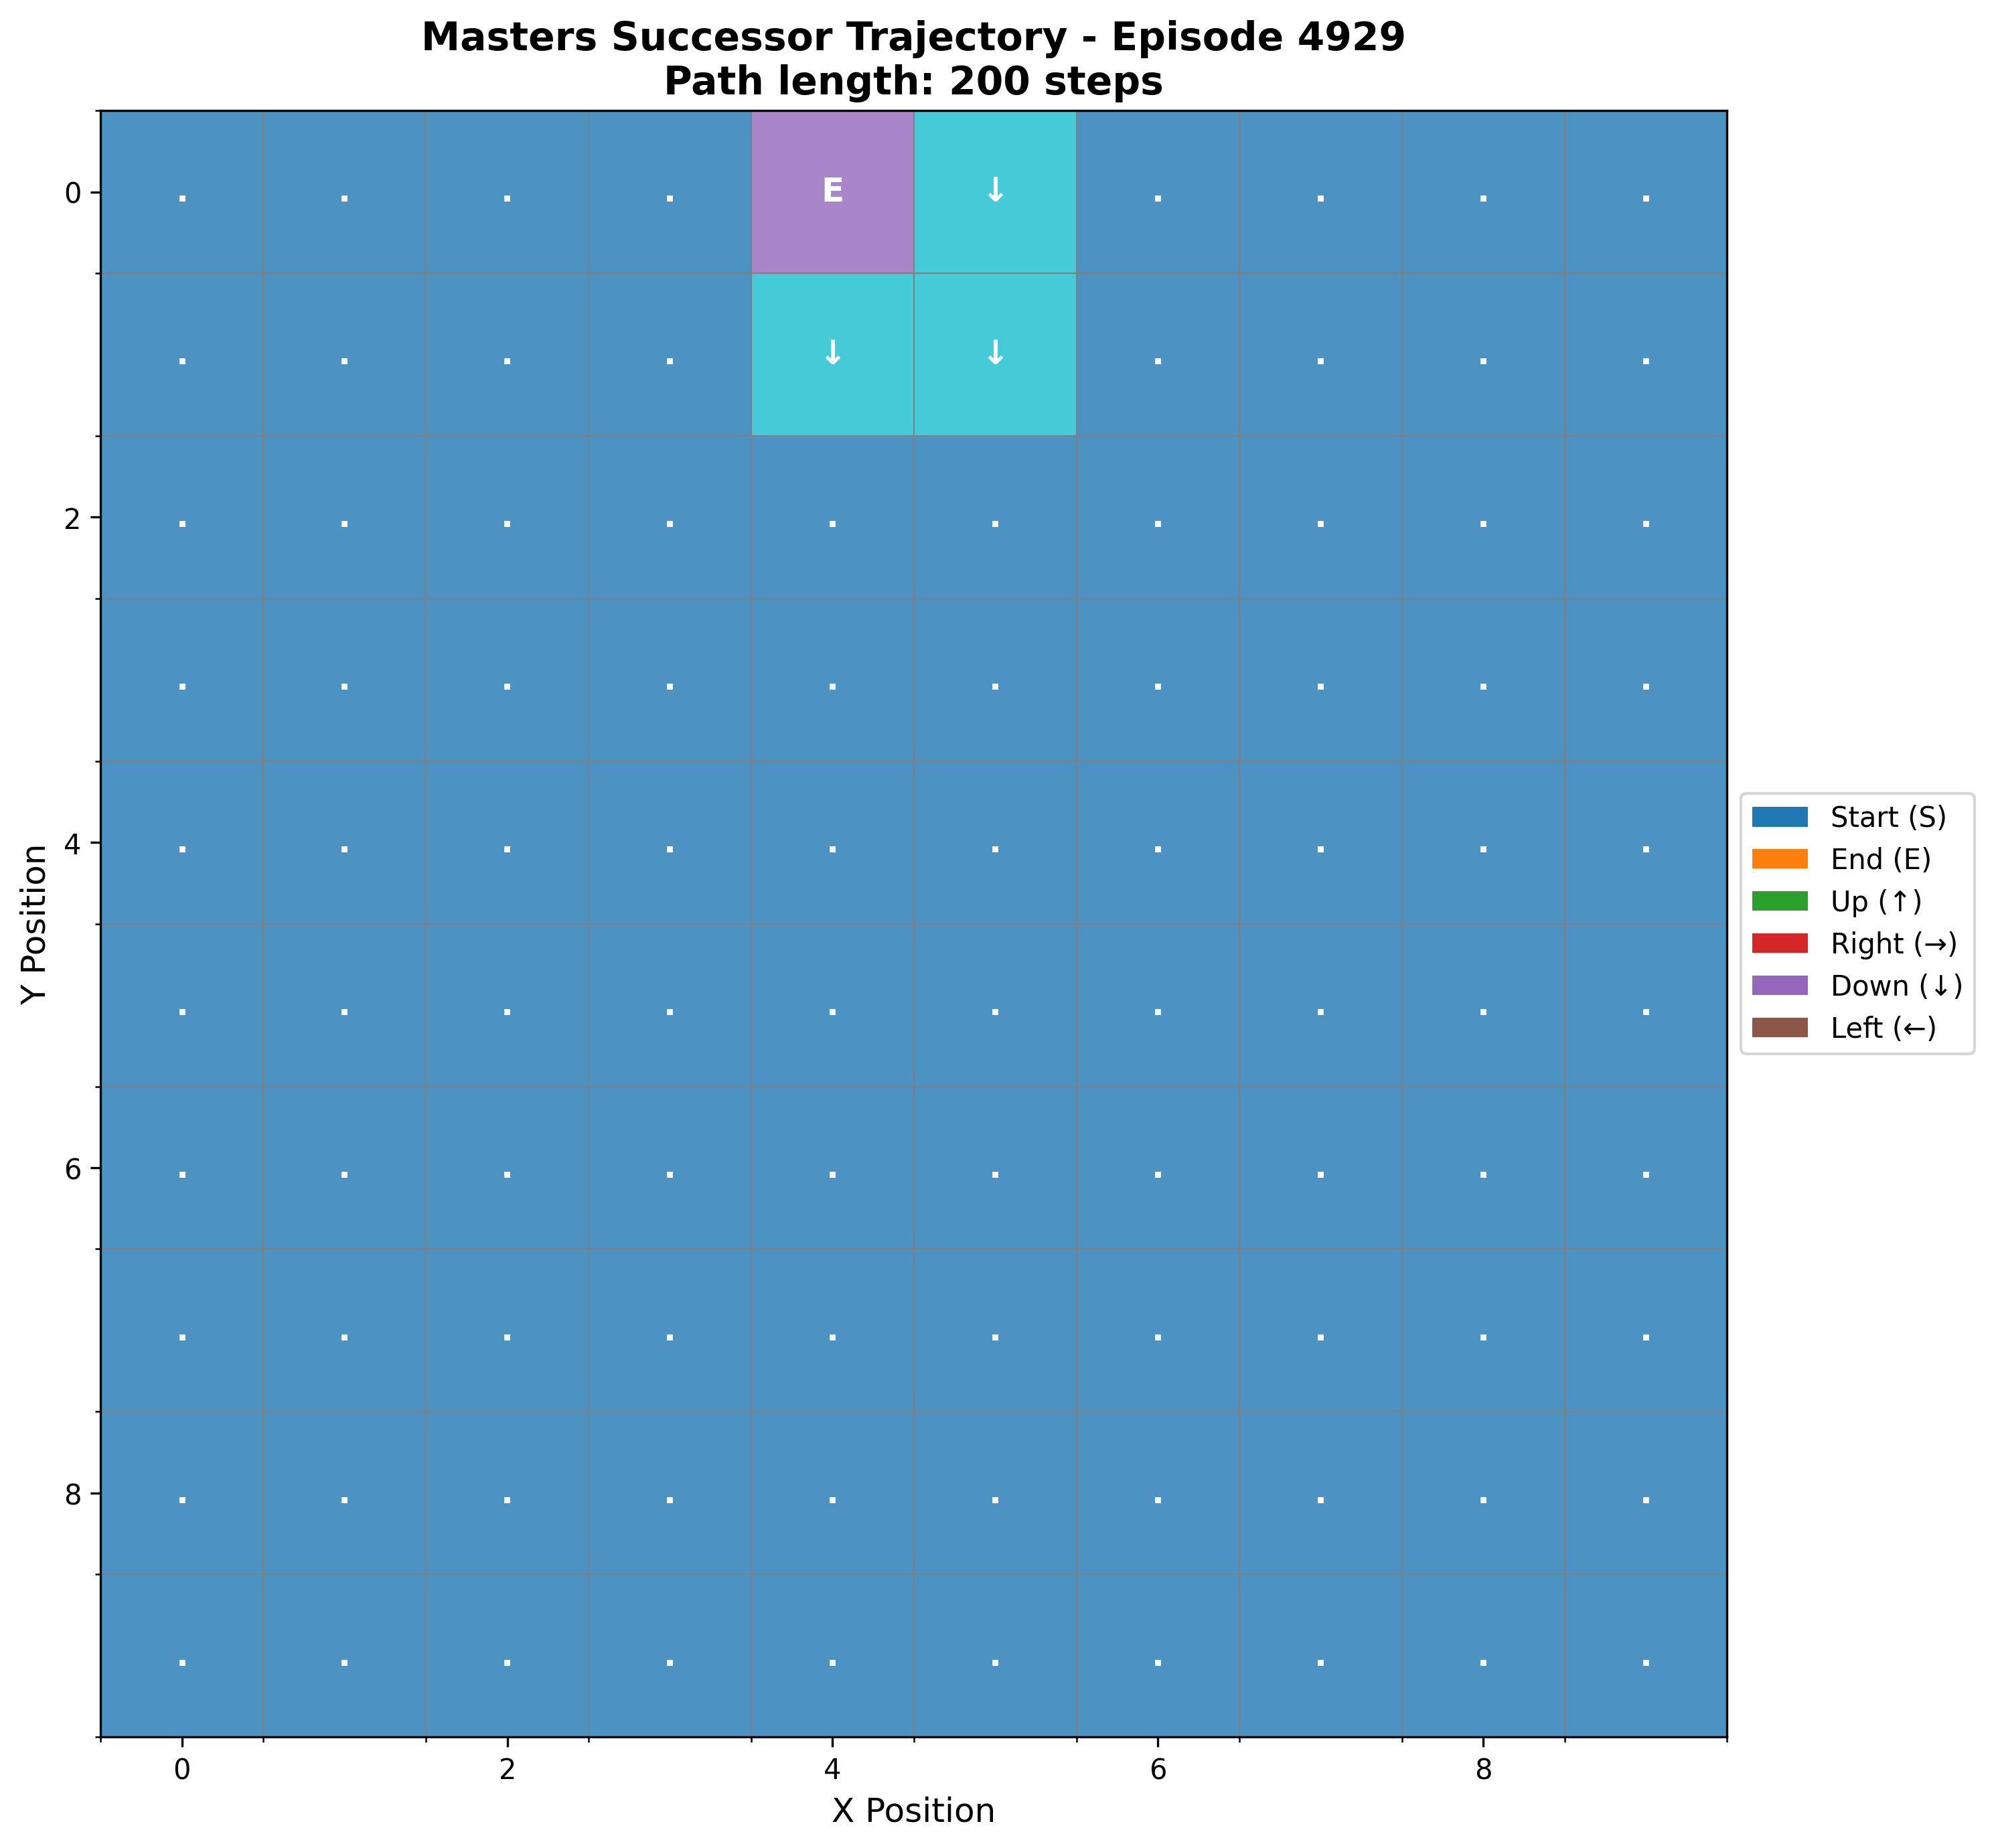 Masters Successor Trajectory - Episode 4929
Path length: 200 steps
0
E ↓
↓ ↓
2
4
6
8
Y Position
0 2 4 6 8
X Position
Start (S)
End (E)
Up (↑)
Right (→)
Down (↓)
Left (←)